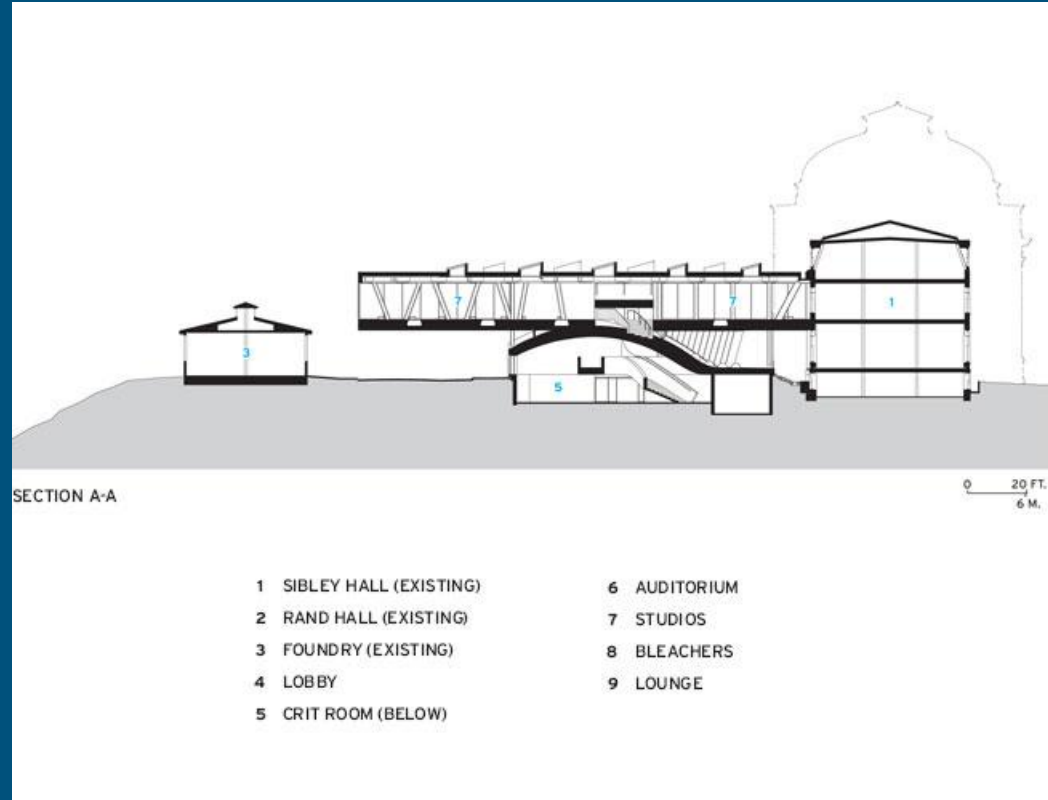 7
7
1
3
5
SECTION A-A
0 20 FT.
6 M.
1 SIBLEY HALL (EXISTING)
2 RAND HALL (EXISTING)
3 FOUNDRY (EXISTING)
4 LOBBY
5 CRIT ROOM (BELOW)
6 AUDITORIUM
7 STUDIOS
8 BLEACHERS
9 LOUNGE